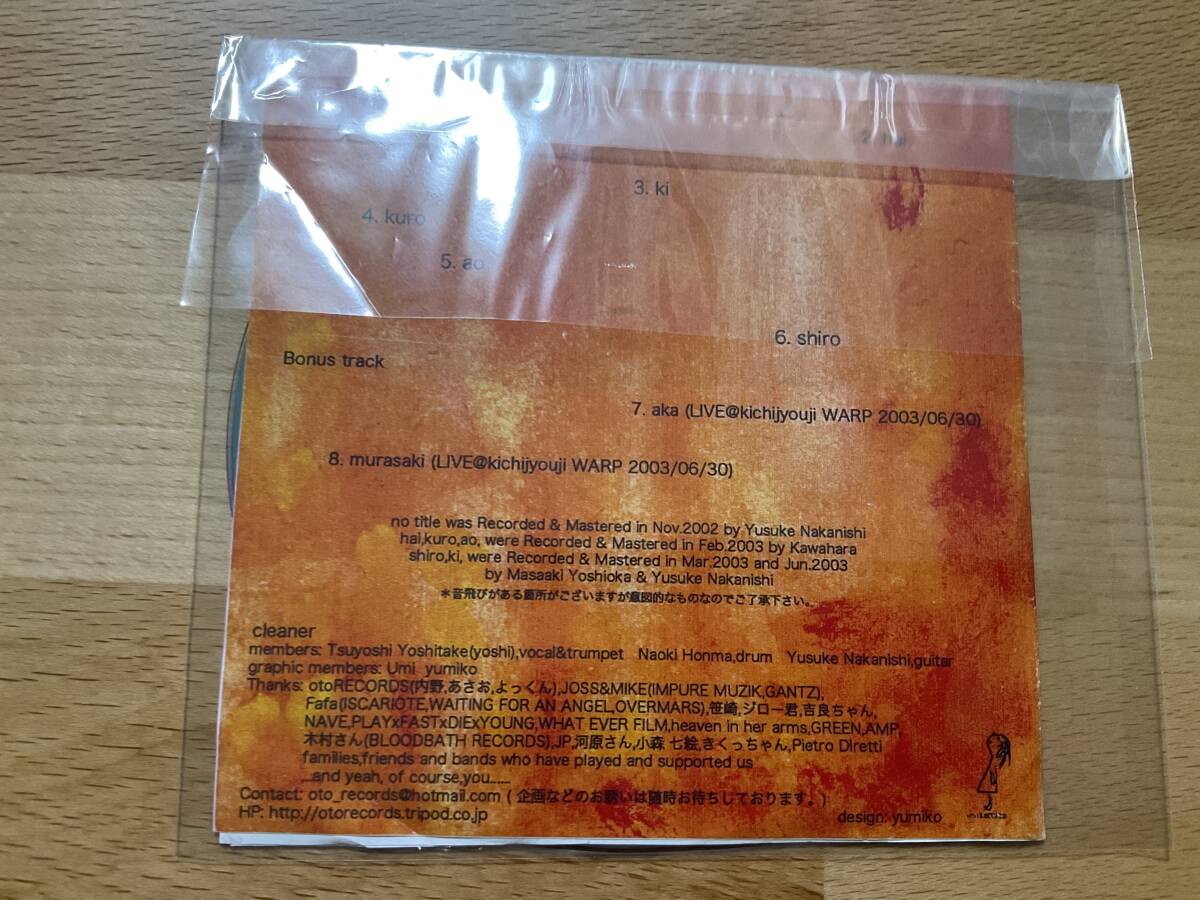 3. ki
4. kuro
5. ao
6. shiro
Bonus track
7. aka (LIVE@kichijyouji WARP 2003/06/30)
8. murasaki (LIVE@kichijyouji WARP 2003/06/30)
no title was Recorded & Mastered in Nov.2002 by Yusuke Nakanishi
hai,kuro,ao, were Recorded & Mastered in Feb.2003 by Kawahara
shiro,ki, were Recorded & Mastered in Mar.2003 and Jun.2003
by Masaaki Yoshioka & Yusuke Nakanishi
*音飛びがある箇所がございますが意図的なものなのでご了承下さい。
cleaner
members: Tsuyoshi Yoshitake(yoshi),vocal&trumpet Naoki Honma,drum Yusuke Nakanishi,guitar
graphic members: Umi yumiko
Thanks: otoRECORDS(内野,あさお,よっくん),JOSS&MIKE(IMPURE MUZIK,GANTZ),
Fafa(ISCARIOTE,WAITING FOR AN ANGEL,OVERMARS),笹崎,ジロー君,吉良ちゃん,
NAVE,PLAYxFASTxDIExYOUNG,WHAT EVER FILM,heaven in her arms,GREEN,AMP,
木村さん(BLOODBATH RECORDS),JP,河原さん,小森 七絵,きくっちゃん,Pietro Diretti
families,friends and bands who have played and supported us
...and yeah, of course,you......
Contact: oto_records@hotmail.com ( 企画などのお誘いは随時お待ちしております。)
HP: http://otorecords.tripod.co.jp
design: yumiko